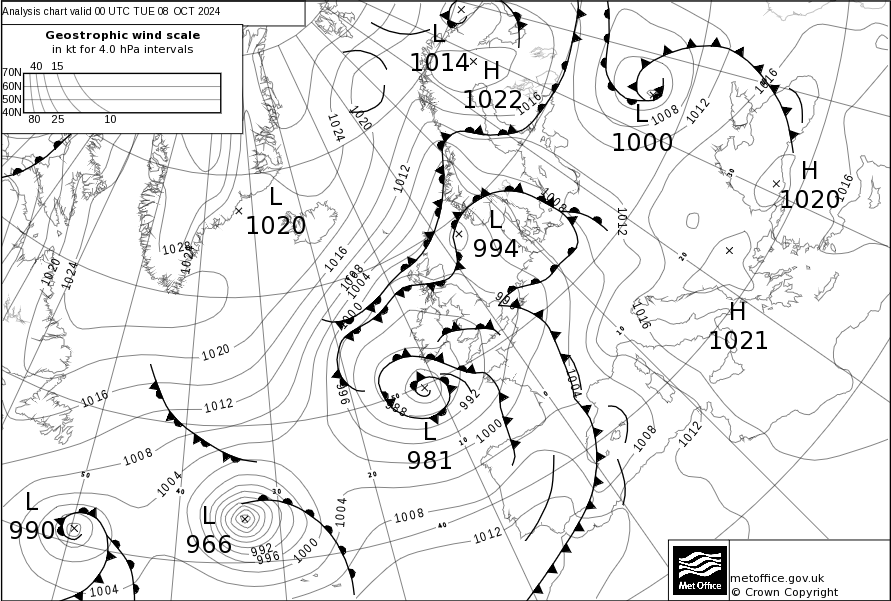 Analysis chart valid 00 UTC TUE 08 OCT 2024
Geostrophic wind scale
in kt for 4.0 hPa intervals
40 15
70N
60N
50N
40N
80 25 10
L
1014
H
1022
1016
L
1000
1008
1012
1016
H
1020
1016
1024
1020
1012
L
1020
L
994
1008
1012
1028
1024
1020
1024
1016
1008
1004
1000
H
1021
1016
20
10
1020
1016
1012
996
988
992
1000
1004
L
981
1008
1012
1008
1004
50
40
30
20
10
0
40
L
990
L
966
992
996
1000
1004
1008
1012
1004
Met Office
metoffice.gov.uk
© Crown Copyright